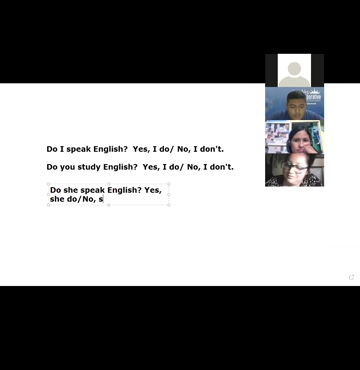 Do I speak English?  Yes, I do/ No, I don't.
Do you study English?  Yes, I do/ No, I don't.
Do she speak English? Yes,
she do/No, s